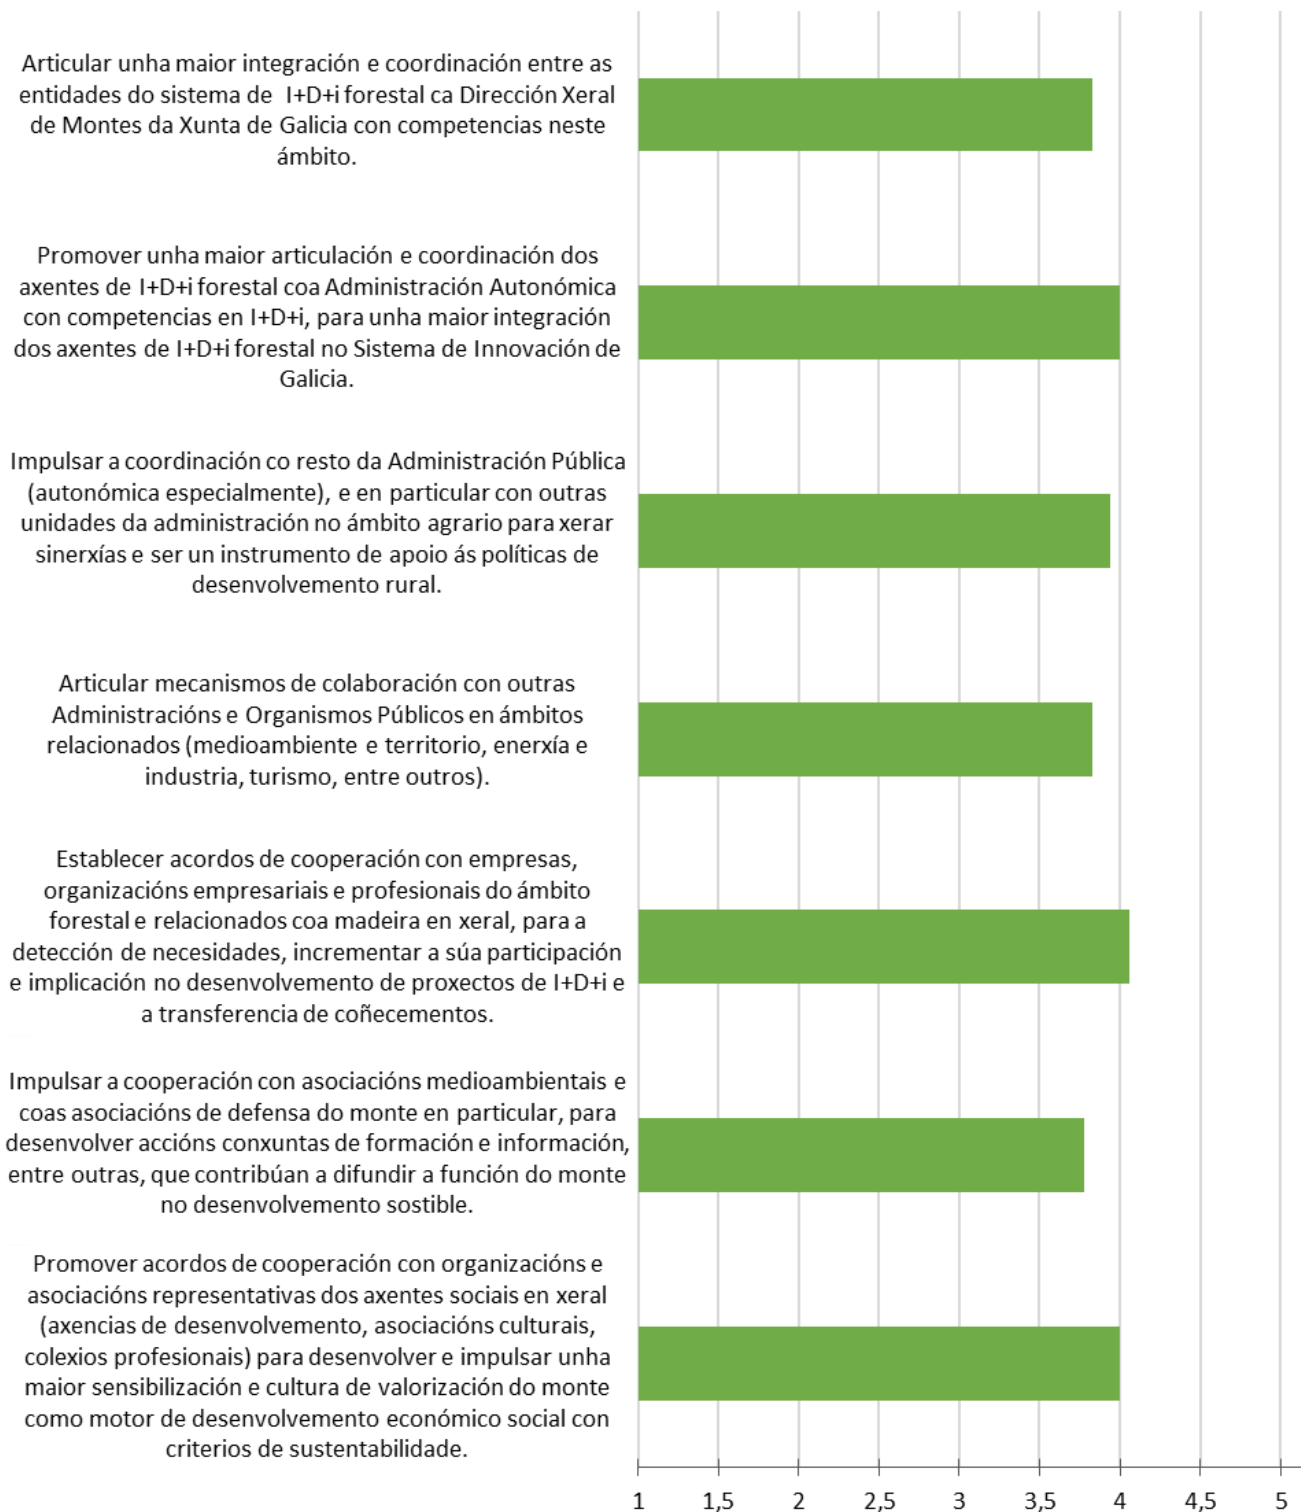 Articular unha maior integración e coordinación entre as
entidades do sistema de I+D+i forestal ca Dirección Xeral
de Montes da Xunta de Galicia con competencias neste
ámbito.
Promover unha maior articulación e coordinación dos
axentes de I+D+i forestal coa Administración Autonómica
con competencias en I+D+i, para unha maior integración
dos axentes de I+D+i forestal no Sistema de Innovación de
Galicia.
Impulsar a coordinación co resto da Administración Pública
(autonómica especialmente), e en particular con outras
unidades da administración no ámbito agrario para xerar
sinerxías e ser un instrumento de apoio ás políticas de
desenvolvemento rural.
Articular mecanismos de colaboración con outras
Administracións e Organismos Públicos en ámbitos
relacionados (medioambiente e territorio, enerxía e
industria, turismo, entre outros).
Establecer acordos de cooperación con empresas,
organizacións empresariais e profesionais do ámbito
forestal e relacionados coa madeira en xeral, para a
detección de necesidades, incrementar a súa participación
e implicación no desenvolvemento de proxectos de I+D+i e
a transferencia de coñecementos.
Impulsar a cooperación con asociacións medioambientais e
coas asociacións de defensa do monte en particular, para
desenvolver accións conxuntas de formación e información,
entre outras, que contribúan a difundir a función do monte
no desenvolvemento sostible.
Promover acordos de cooperación con organizacións e
asociacións representativas dos axentes sociais en xeral
(axencias de desenvolvemento, asociacións culturais,
colexios profesionais) para desenvolver e impulsar unha
maior sensibilización e cultura de valorización do monte
como motor de desenvolvemento económico social con
criterios de sustentabilidade.
1 1,5 2 2,5 3 3,5 4 4,5 5